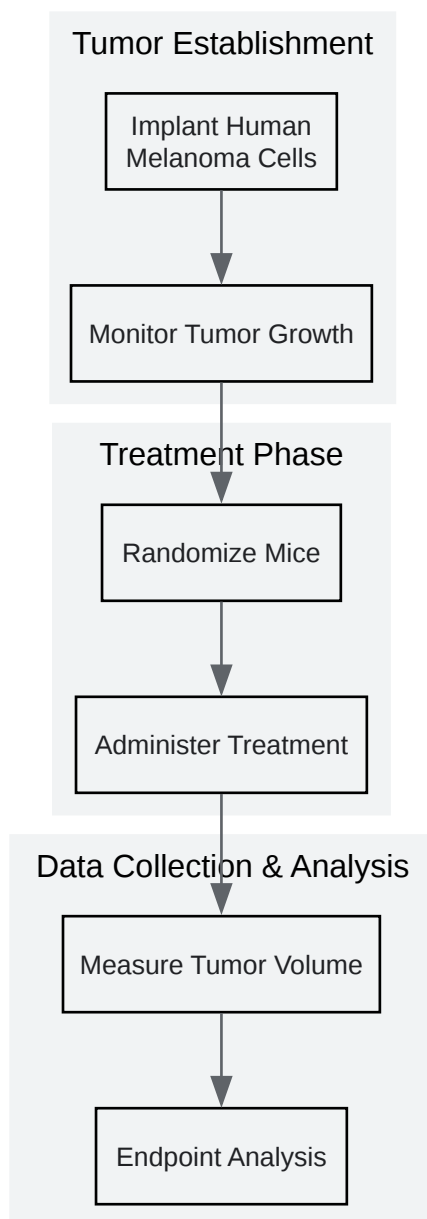 Tumor Establishment
Implant Human
Melanoma Cells
Monitor Tumor Growth
Treatment Phase
Randomize Mice
Administer Treatment
Data Collection & Analysis
Measure Tumor Volume
Endpoint Analysis